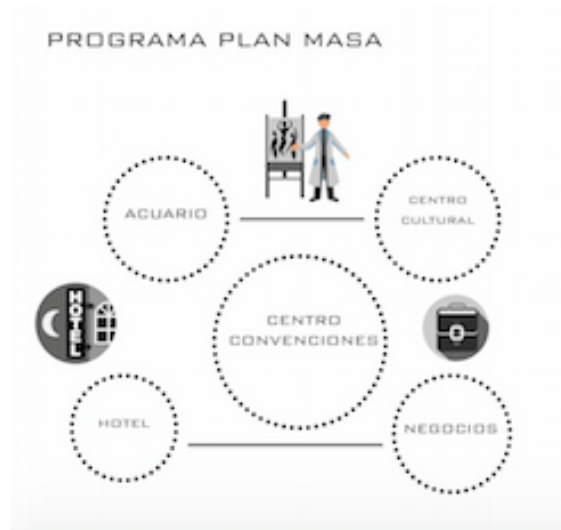 PROGRAMA PLAN MASA
ACUARIO
CENTRO
CULTURAL
HOTEL
CENTRO
CONVENCIONES
HOTEL
NEGOCIOS